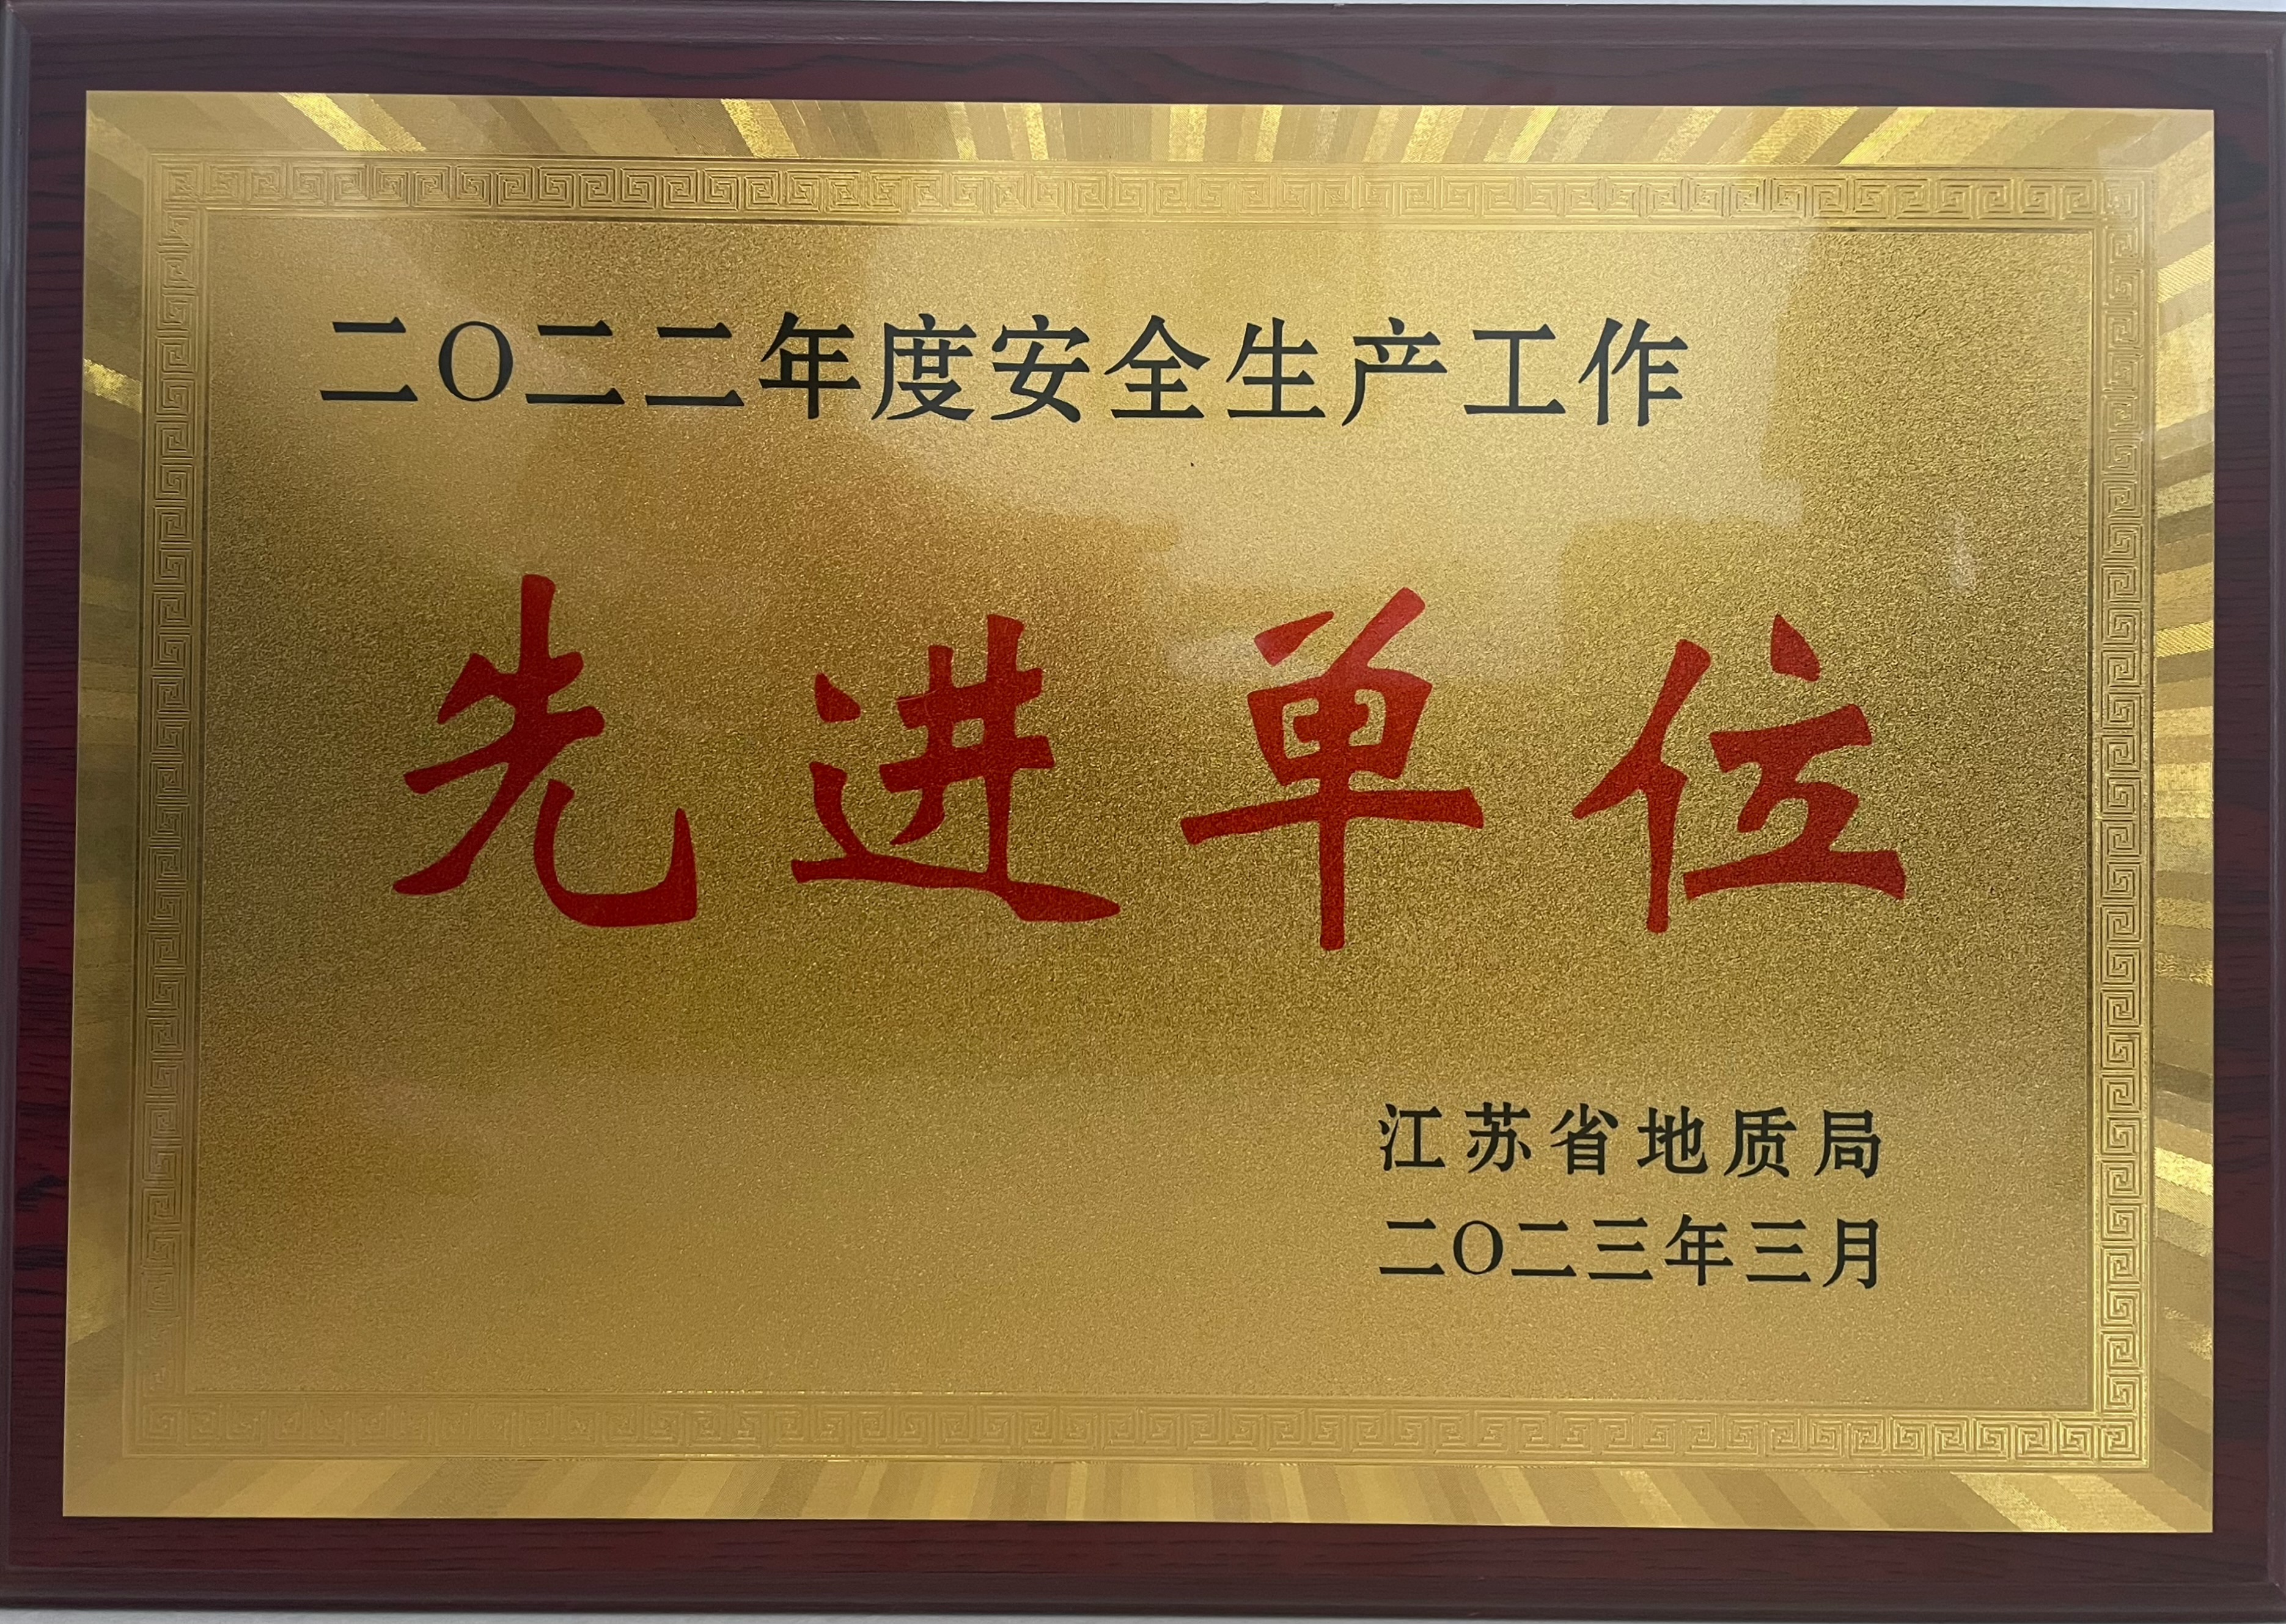 二〇二二年度安全生产工作
先进单位
江苏省地质局
二〇二三年三月